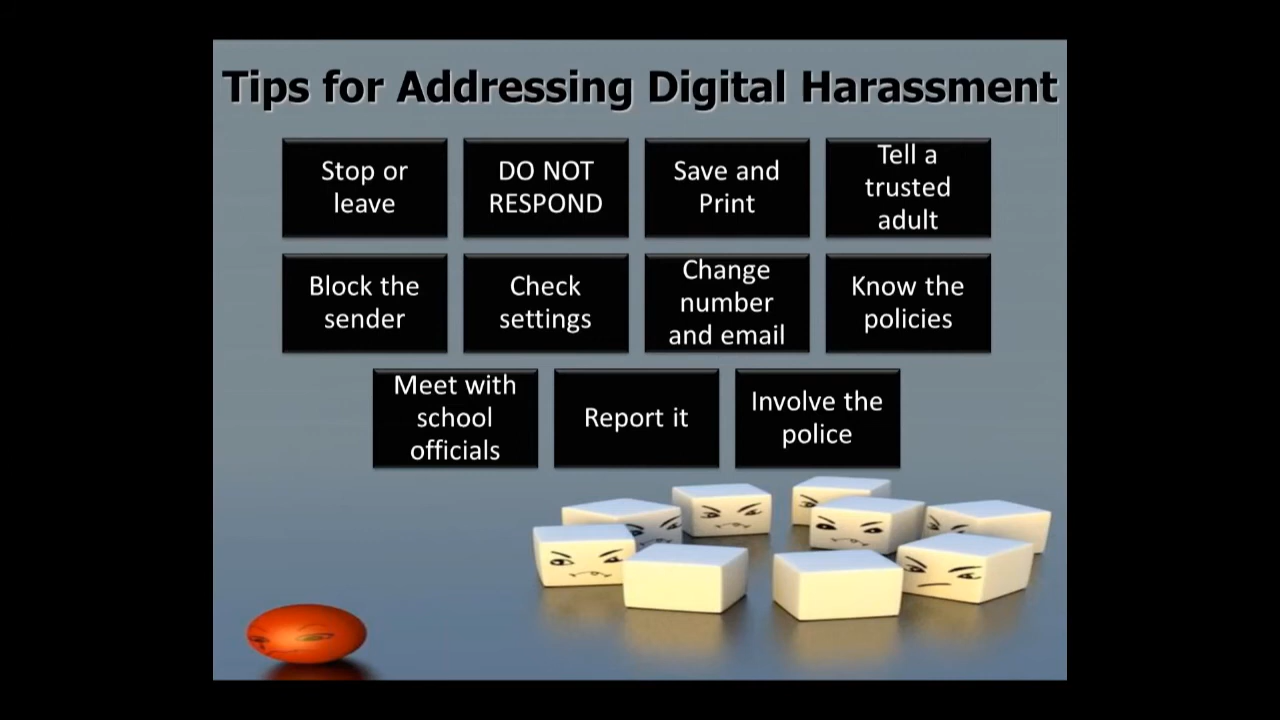 Tips for Addressing Digital Harassment
Stop or
leave
DO NOT
RESPOND
Save and
Print
Tell a
trusted
adult
Block the
sender
Check
settings
Change
number
and email
Know the
policies
Meet with
school
officials
Report it
Involve the
police